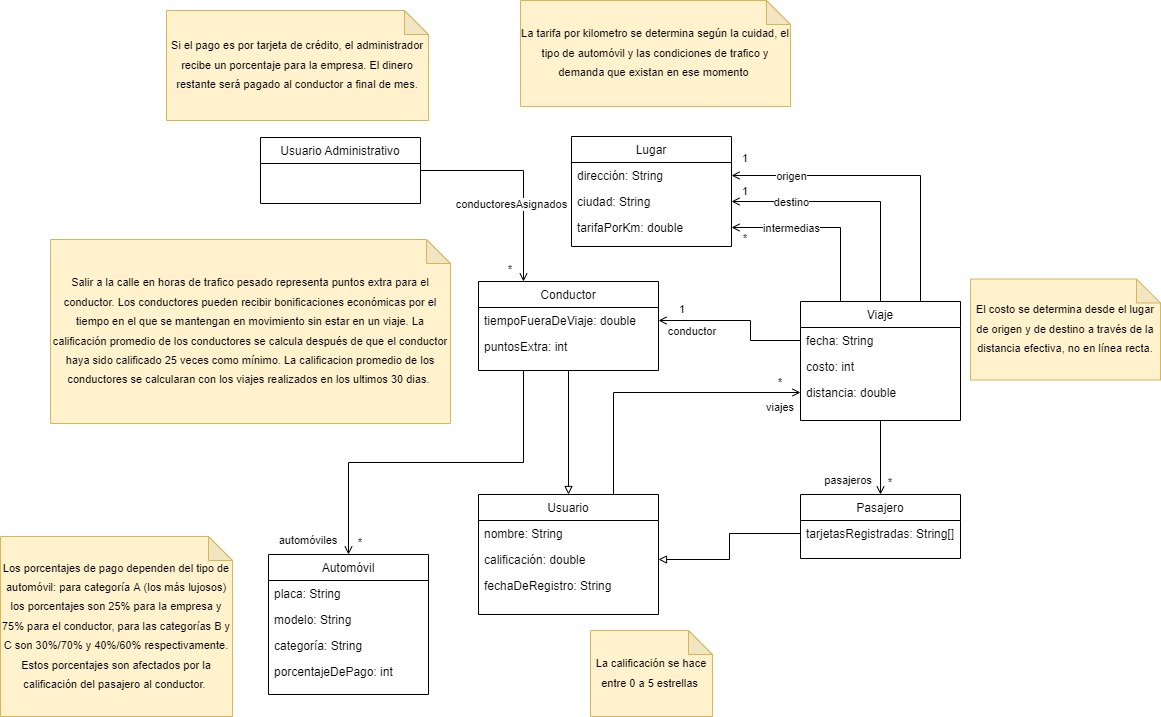 Si el pago es por tarjeta de crédito, el administrador
recibe un porcentaje para la empresa. El dinero
restante será pagado al conductor a final de mes.
La tarifa por kilometro se determina según la cuidad, el
tipo de automóvil y las condiciones de trafico y
demanda que existan en ese momento
Usuario Administrativo
conductoresAsignados
*
Lugar
dirección: String
ciudad: String
tarifaPorKm: double
1
origen
1
destino
*
intermedias
Salir a la calle en horas de trafico pesado representa puntos extra para el
conductor. Los conductores pueden recibir bonificaciones económicas por el
tiempo en el que se mantengan en movimiento sin estar en un viaje. La
calificación promedio de los conductores se calcula después de que el conductor
haya sido calificado 25 veces como mínimo. La calificacion promedio de los
conductores se calcularan con los viajes realizados en los ultimos 30 dias.
Conductor
tiempoFueraDeViaje: double
puntosExtra: int
1
conductor
Viaje
fecha: String
costo: int
distancia: double
*
viajes
El costo se determina desde el lugar
de origen y de destino a través de la
distancia efectiva, no en línea recta.
pasajeros
*
Usuario
nombre: String
calificación: double
fechaDeRegistro: String
Pasajero
tarjetasRegistradas: String[]
automóviles
*
Automóvil
placa: String
modelo: String
categoría: String
porcentajeDePago: int
Los porcentajes de pago dependen del tipo de
automóvil: para categoría A (los más lujosos)
los porcentajes son 25% para la empresa y
75% para el conductor, para las categorías B y
C son 30%/70% y 40%/60% respectivamente.
Estos porcentajes son afectados por la
calificación del pasajero al conductor.
La calificación se hace
entre 0 a 5 estrellas